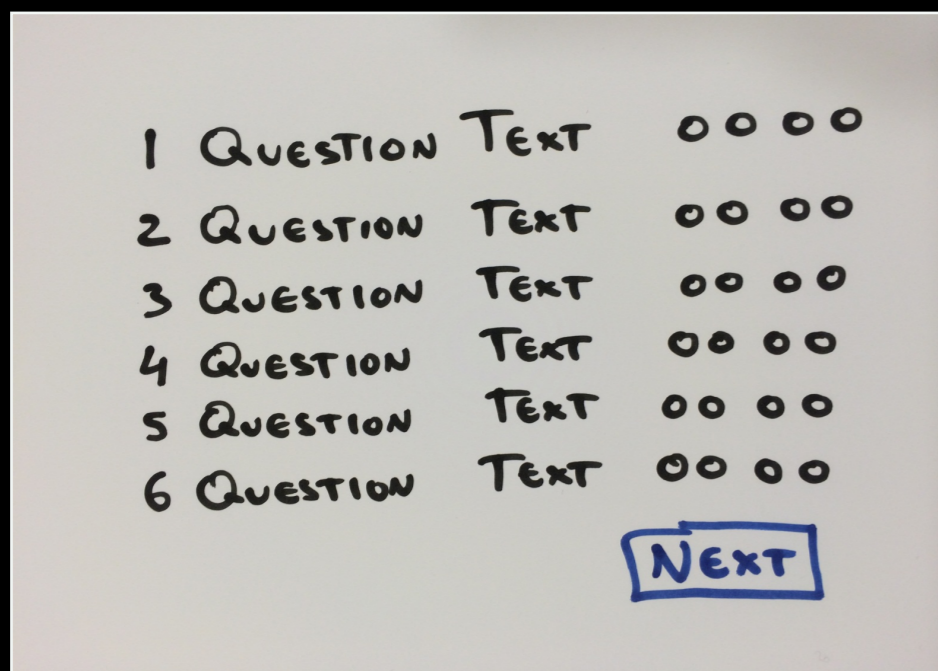 1 QUESTION TEXT
2 QUESTION TEXT
3 QUESTION TEXT
4 QUESTION TEXT
5 QUESTION TEXT
6 QUESTION TEXT
NEXT